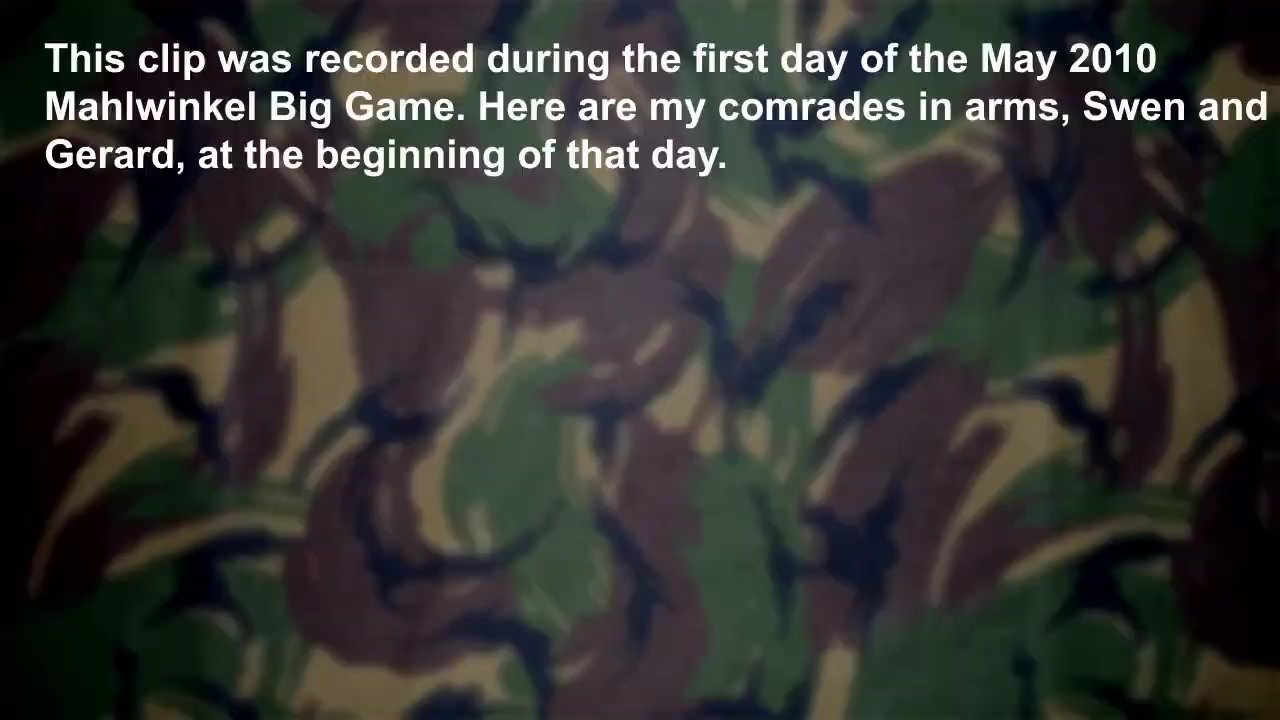 This clip was recorded during the first day of the May 2010
Mahlwinkel Big Game. Here are my comrades in arms, Swen and
Gerard, at the beginning of that day.